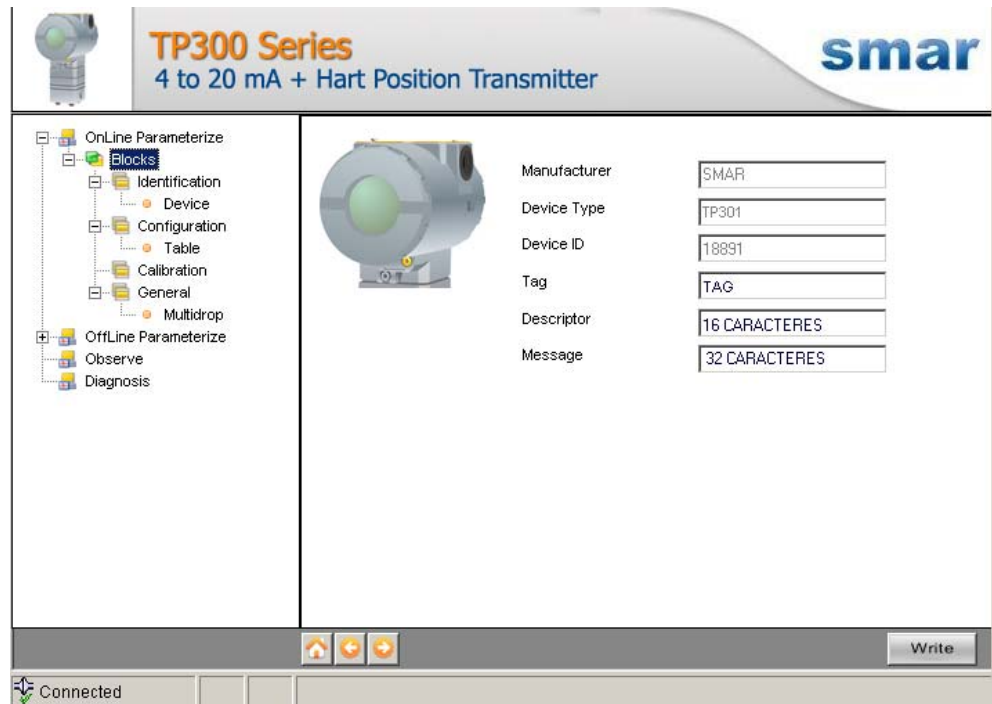 TP300 Series
4 to 20 mA + Hart Position Transmitter
smar
OnLine Parameterize
Blocks
Identification
Device
Configuration
Table
Calibration
General
Multidrop
OffLine Parameterize
Observe
Diagnosis
Manufacturer SMAR
Device Type TP301
Device ID 18891
Tag TAG
Descriptor 16 CARACTERES
Message 32 CARACTERES
Write
Connected